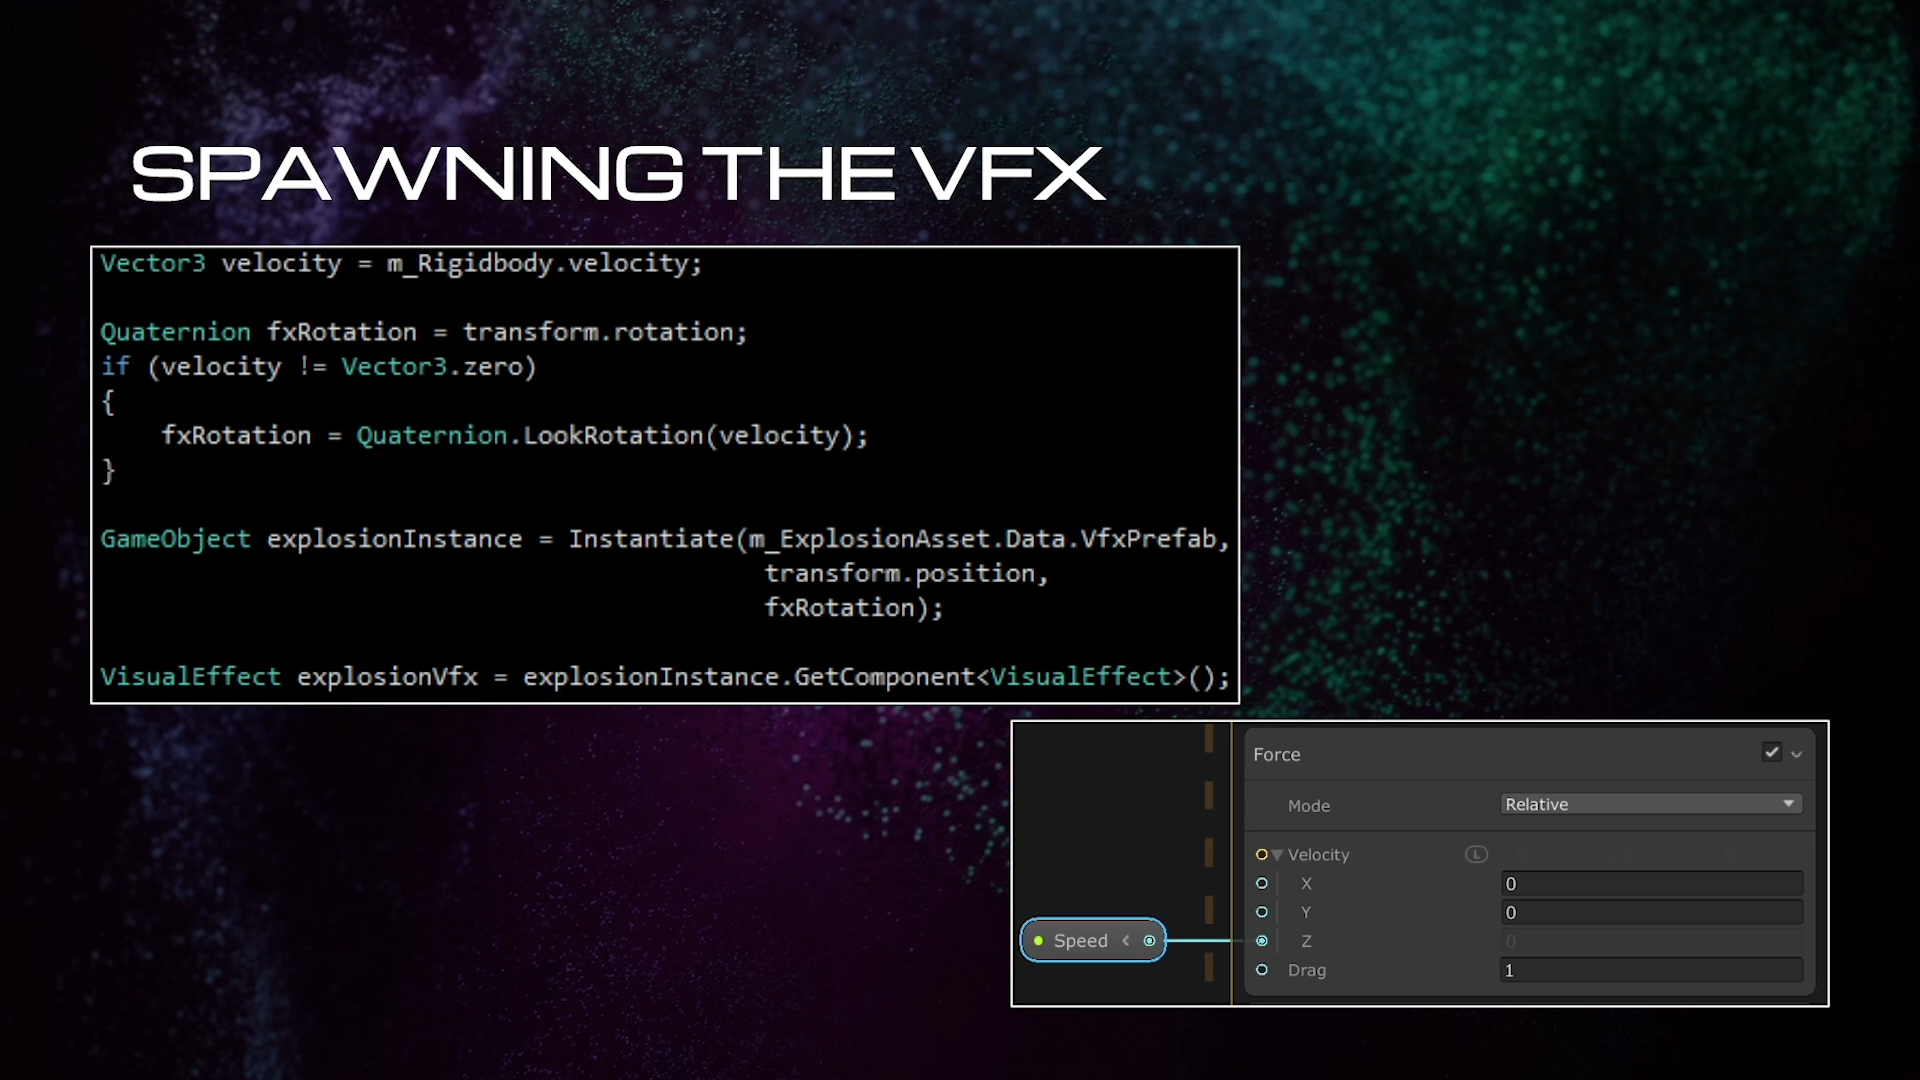 SPAWNING THE VFX
Vector3 velocity = m_Rigidbody.velocity;
Quaternion fxRotation = transform.rotation;
if (velocity != Vector3.zero)
{
    fxRotation = Quaternion.LookRotation(velocity);
}
GameObject explosionInstance = Instantiate(m_ExplosionAsset.Data.VfxPrefab,
transform.position,
fxRotation);
VisualEffect explosionVfx = explosionInstance.GetComponent<VisualEffect>();
Force
Mode Relative
Velocity L
X 0
Y 0
Speed < Z 0
Drag 1